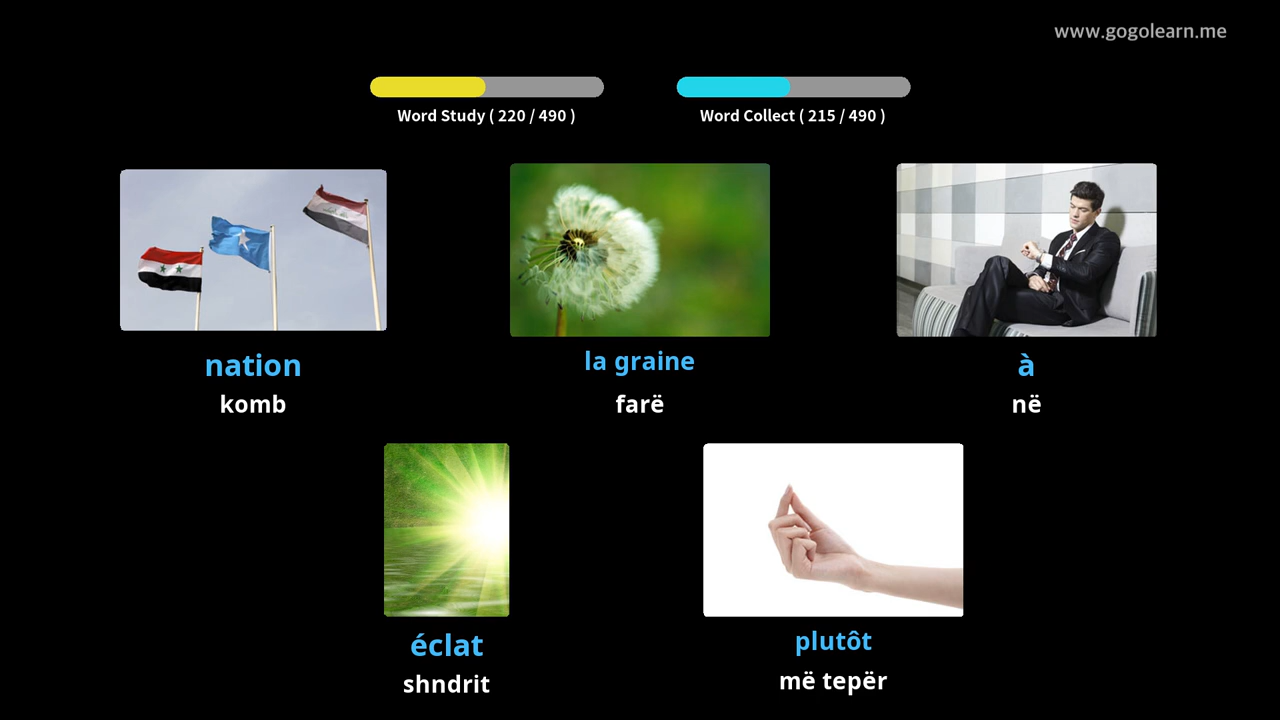 www.gogolearn.me
Word Study ( 220 / 490 )
Word Collect ( 215 / 490 )
nation
komb
la graine
farë
à
në
éclat
shndrit
plutôt
më tepër